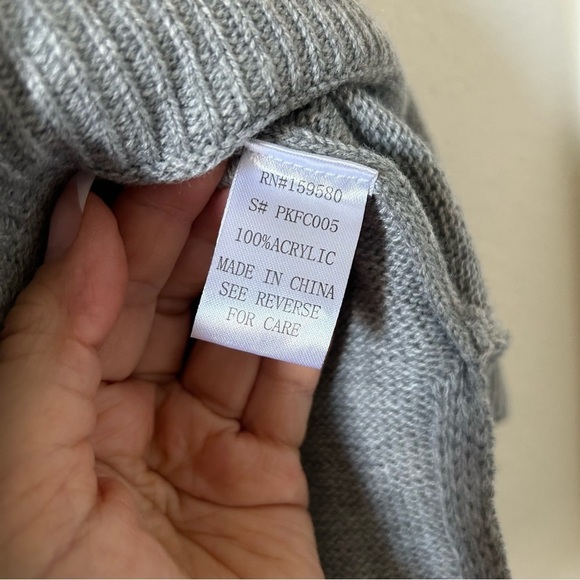 RN#159580
S# PKFC005
100%ACRYLIC
MADE IN CHINA
SEE REVERSE
FOR CARE